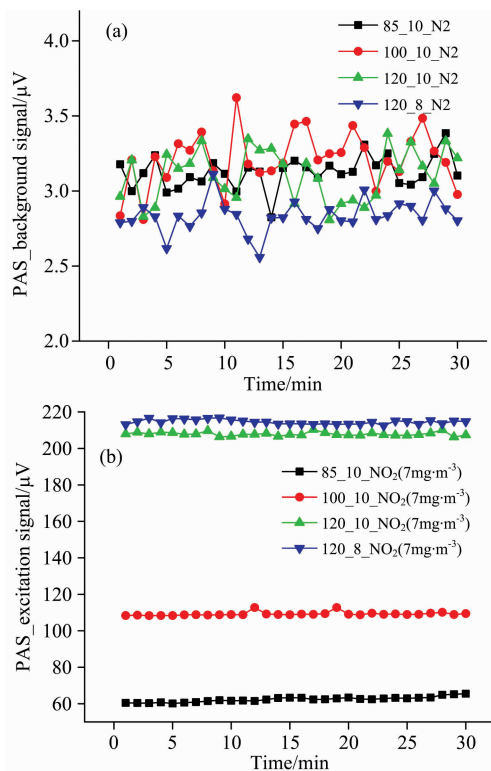 (a)
85_10_N2
100_10_N2
120_10_N2
120_8_N2
4.0
3.5
3.0
2.5
2.0
PAS_background signal/µV
0 5 10 15 20 25 30
Time/min
220
200
180
160
140
120
100
80
60
PAS_excitation signal/µV
(b)
85_10_NO₂(7mg·m⁻³)
100_10_NO₂(7mg·m⁻³)
120_10_NO₂(7mg·m⁻³)
120_8_NO₂(7mg·m⁻³)
0 5 10 15 20 25 30
Time/min